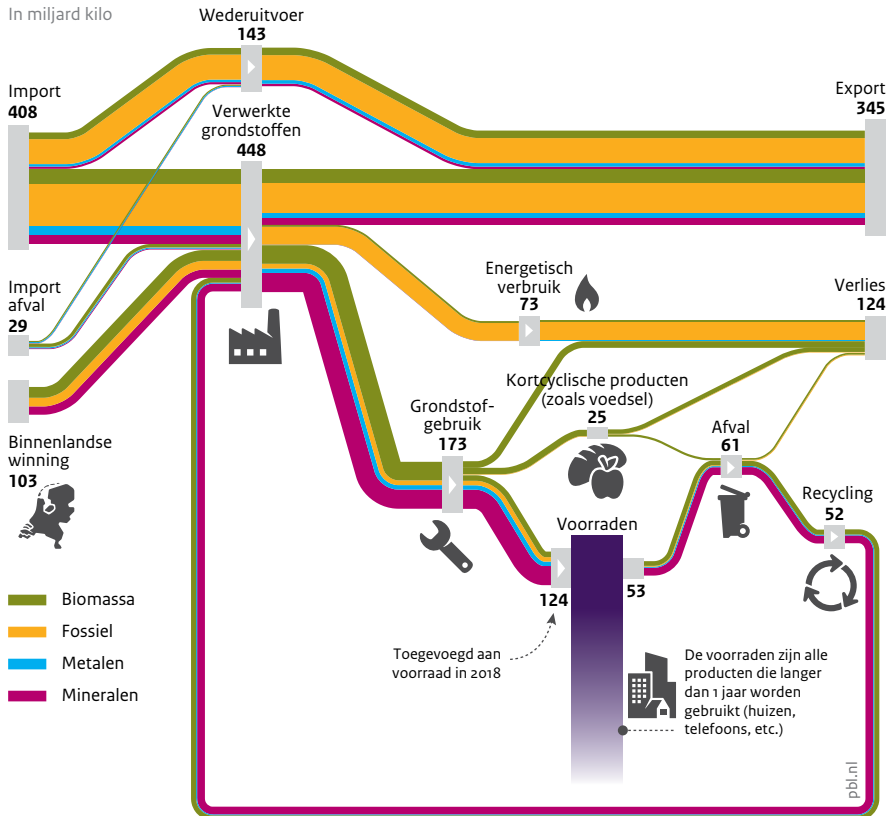 In miljard kilo
Wederuitvoer
143
Import
408
Export
345
Verwerkte
grondstoffen
448
Import
afval
29
Energetisch
verbruik
73
Verlies
124
Binnenlandse
winning
103
Kortcyclische producten
(zoals voedsel)
25
Grondstof-
gebruik
173
Afval
61
Recycling
52
Voorraden
124
53
Toegevoegd aan
voorraad in 2018
De voorraden zijn alle
producten die langer
dan 1 jaar worden
gebruikt (huizen,
telefoons, etc.)
Biomassa
Fossiel
Metalen
Mineralen
pbl.nl